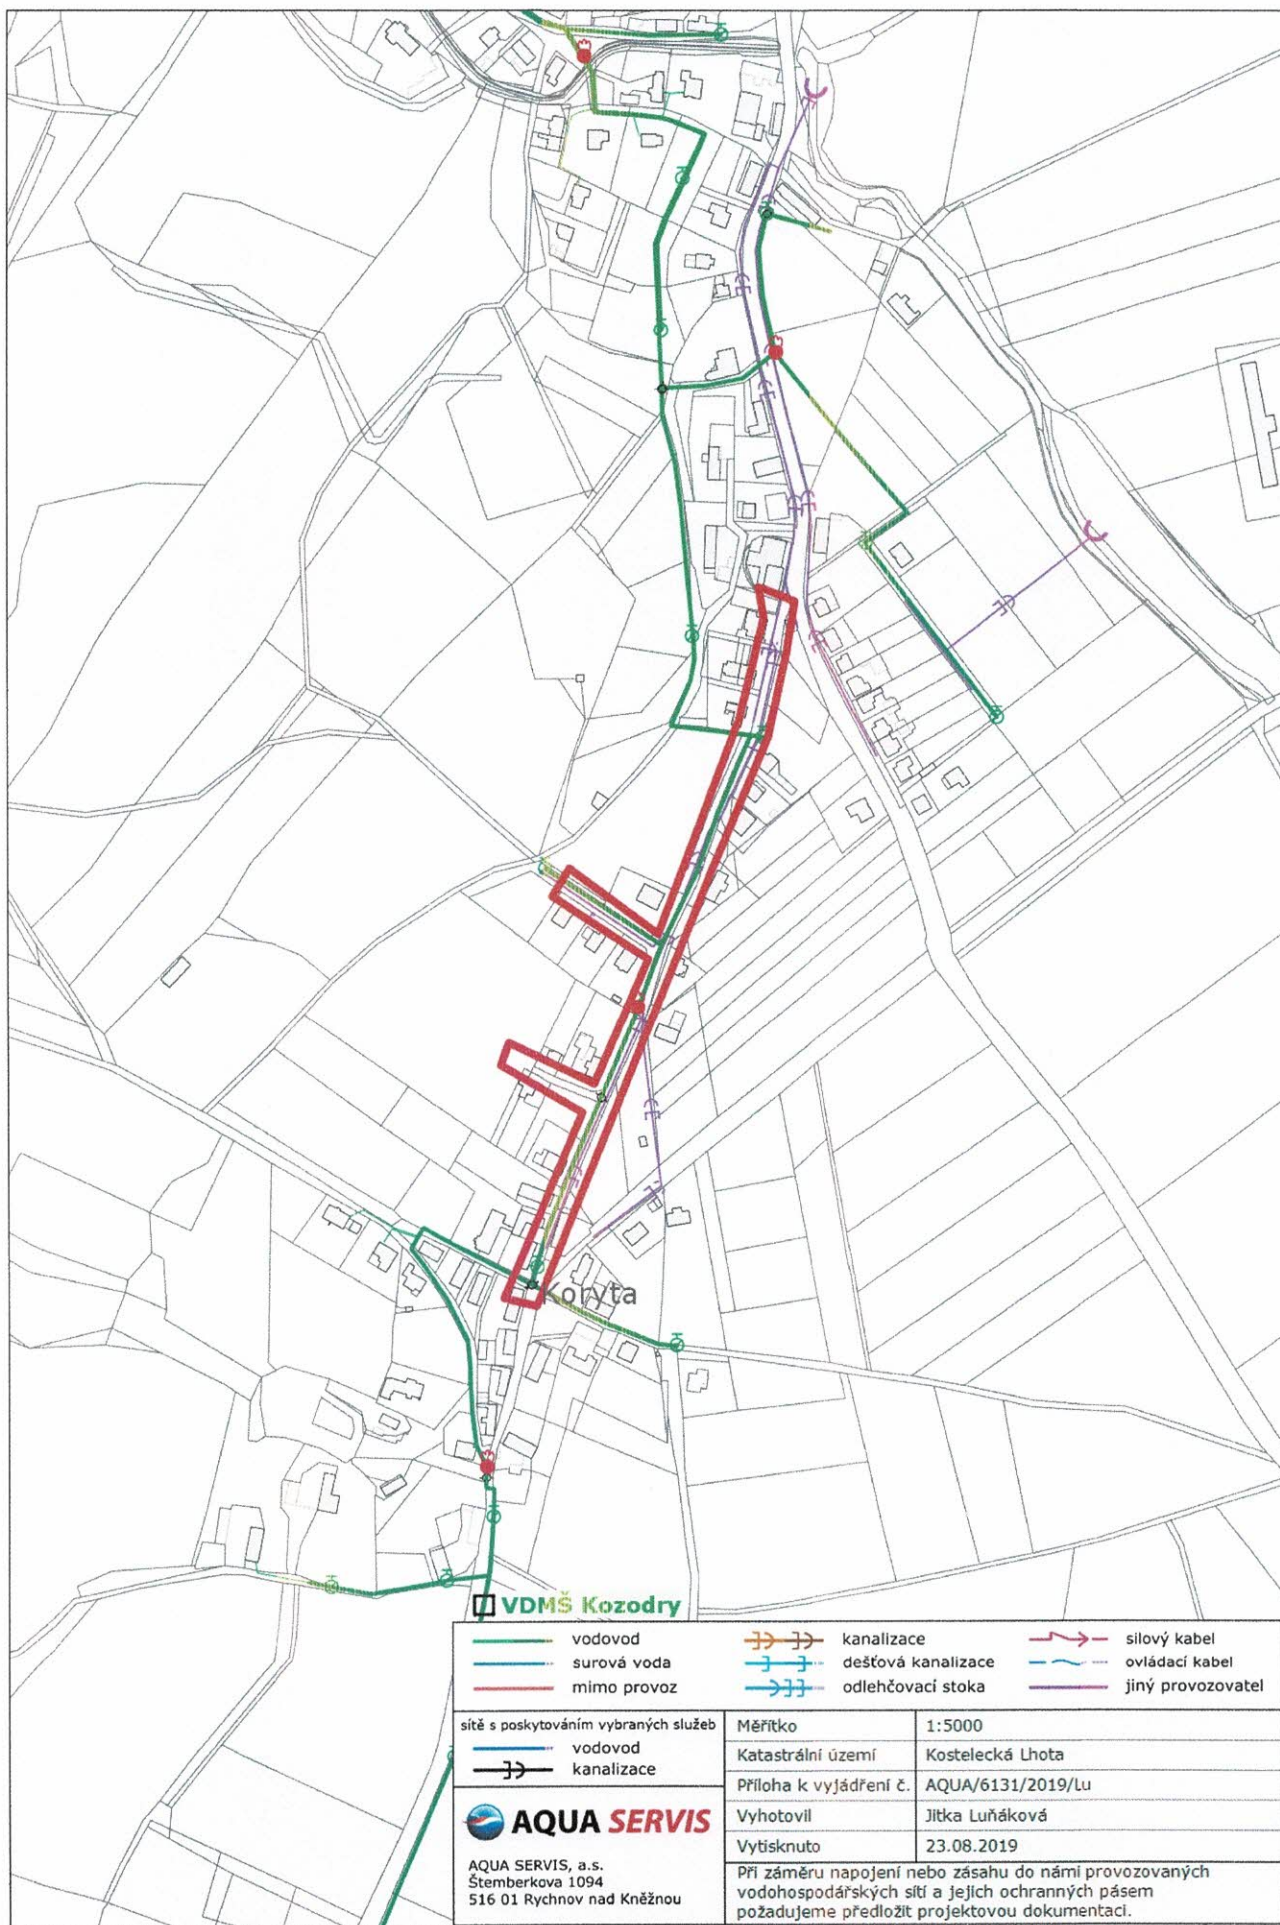 Koryta
VDMŠ Kozodry
vodovod
surová voda
mimo provoz
kanalizace
dešťová kanalizace
odlehčovací stoka
silový kabel
ovládací kabel
jiný provozovatel
sítě s poskytováním vybraných služeb
vodovod
kanalizace
AQUA SERVIS
AQUA SERVIS, a.s.
Štemberkova 1094
516 01 Rychnov nad Kněžnou
Měřítko 1:5000
Katastrální území Kostelecká Lhota
Příloha k vyjádření č. AQUA/6131/2019/Lu
Vyhotovil Jitka Luňáková
Vytisknuto 23.08.2019
Při záměru napojení nebo zásahu do námi provozovaných
vodohospodářských sítí a jejich ochranných pásem
požadujeme předložit projektovou dokumentaci.